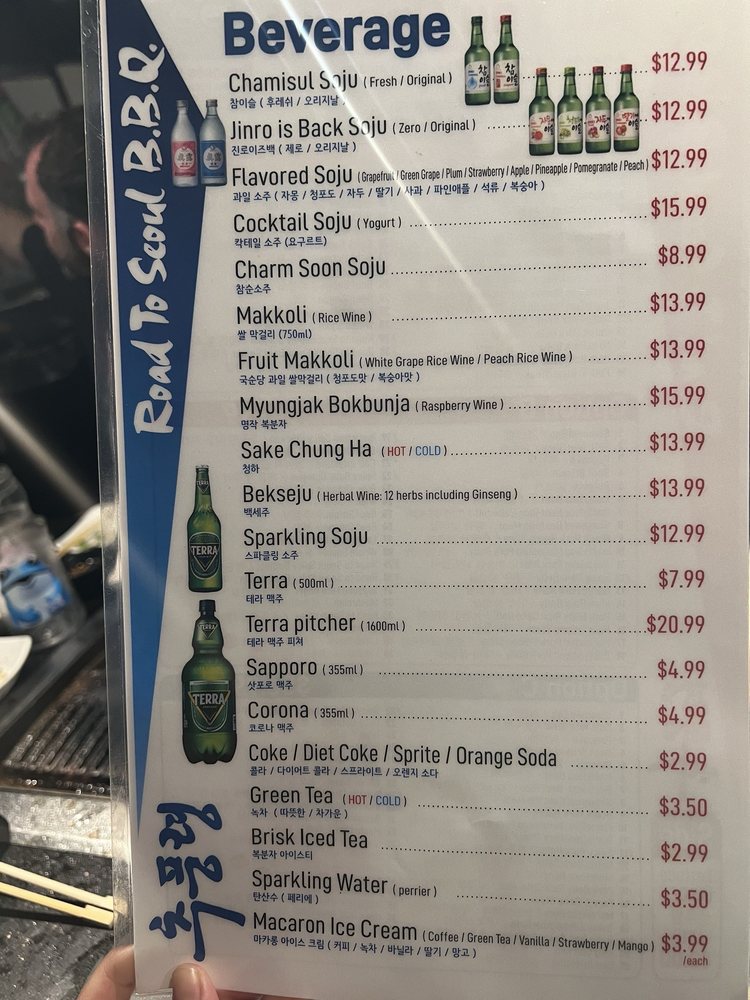 Beverage
Road To Seoul B.B.Q.
Chamisul Soju ( Fresh / Original ) $12.99
참이슬 ( 후레쉬 / 오리지날
Jinro is Back Soju ( Zero / Original ) $12.99
진로이즈백 ( 제로 / 오리지날 )
Flavored Soju ( Grapefruit / Green Grape / Plum / Strawberry / Apple / Pineapple / Pomegranate / Peach ) $12.99
과일 소주 ( 자몽 / 청포도 / 자두 / 딸기 / 사과 / 파인애플 / 석류 / 복숭아 )
Cocktail Soju ( Yogurt ) $15.99
칵테일 소주 (요구르트)
Charm Soon Soju $8.99
참순소주
Makkoli ( Rice Wine ) $13.99
쌀 막걸리 (750ml)
Fruit Makkoli ( White Grape Rice Wine / Peach Rice Wine ) $13.99
국순당 과일 쌀막걸리 ( 청포도맛 / 복숭아맛 )
Myungjak Bokbunja ( Raspberry Wine ) $15.99
명작 복분자
Sake Chung Ha ( HOT / COLD ) $13.99
청하
Bekseju ( Herbal Wine: 12 herbs including Ginseng ) $13.99
백세주
Sparkling Soju $12.99
스파클링 소주
Terra ( 500ml ) $7.99
테라 맥주
Terra pitcher ( 1600ml ) $20.99
테라 맥주 피쳐
Sapporo ( 355ml ) $4.99
삿포로 맥주
Corona ( 355ml ) $4.99
코로나 맥주
Coke / Diet Coke / Sprite / Orange Soda $2.99
콜라 / 다이어트 콜라 / 스프라이트 / 오렌지 소다
Green Tea ( HOT / COLD ) $3.50
녹차 ( 따뜻한 / 차가운 )
Brisk Iced Tea $2.99
복분자 아이스티
Sparkling Water ( perrier ) $3.50
탄산수 ( 페리에 )
Macaron Ice Cream ( Coffee / Green Tea / Vanilla / Strawberry / Mango ) $3.99
마카롱 아이스 크림 ( 커피 / 녹차 / 바닐라 / 딸기 / 망고 ) /each
TERRA
TERRA